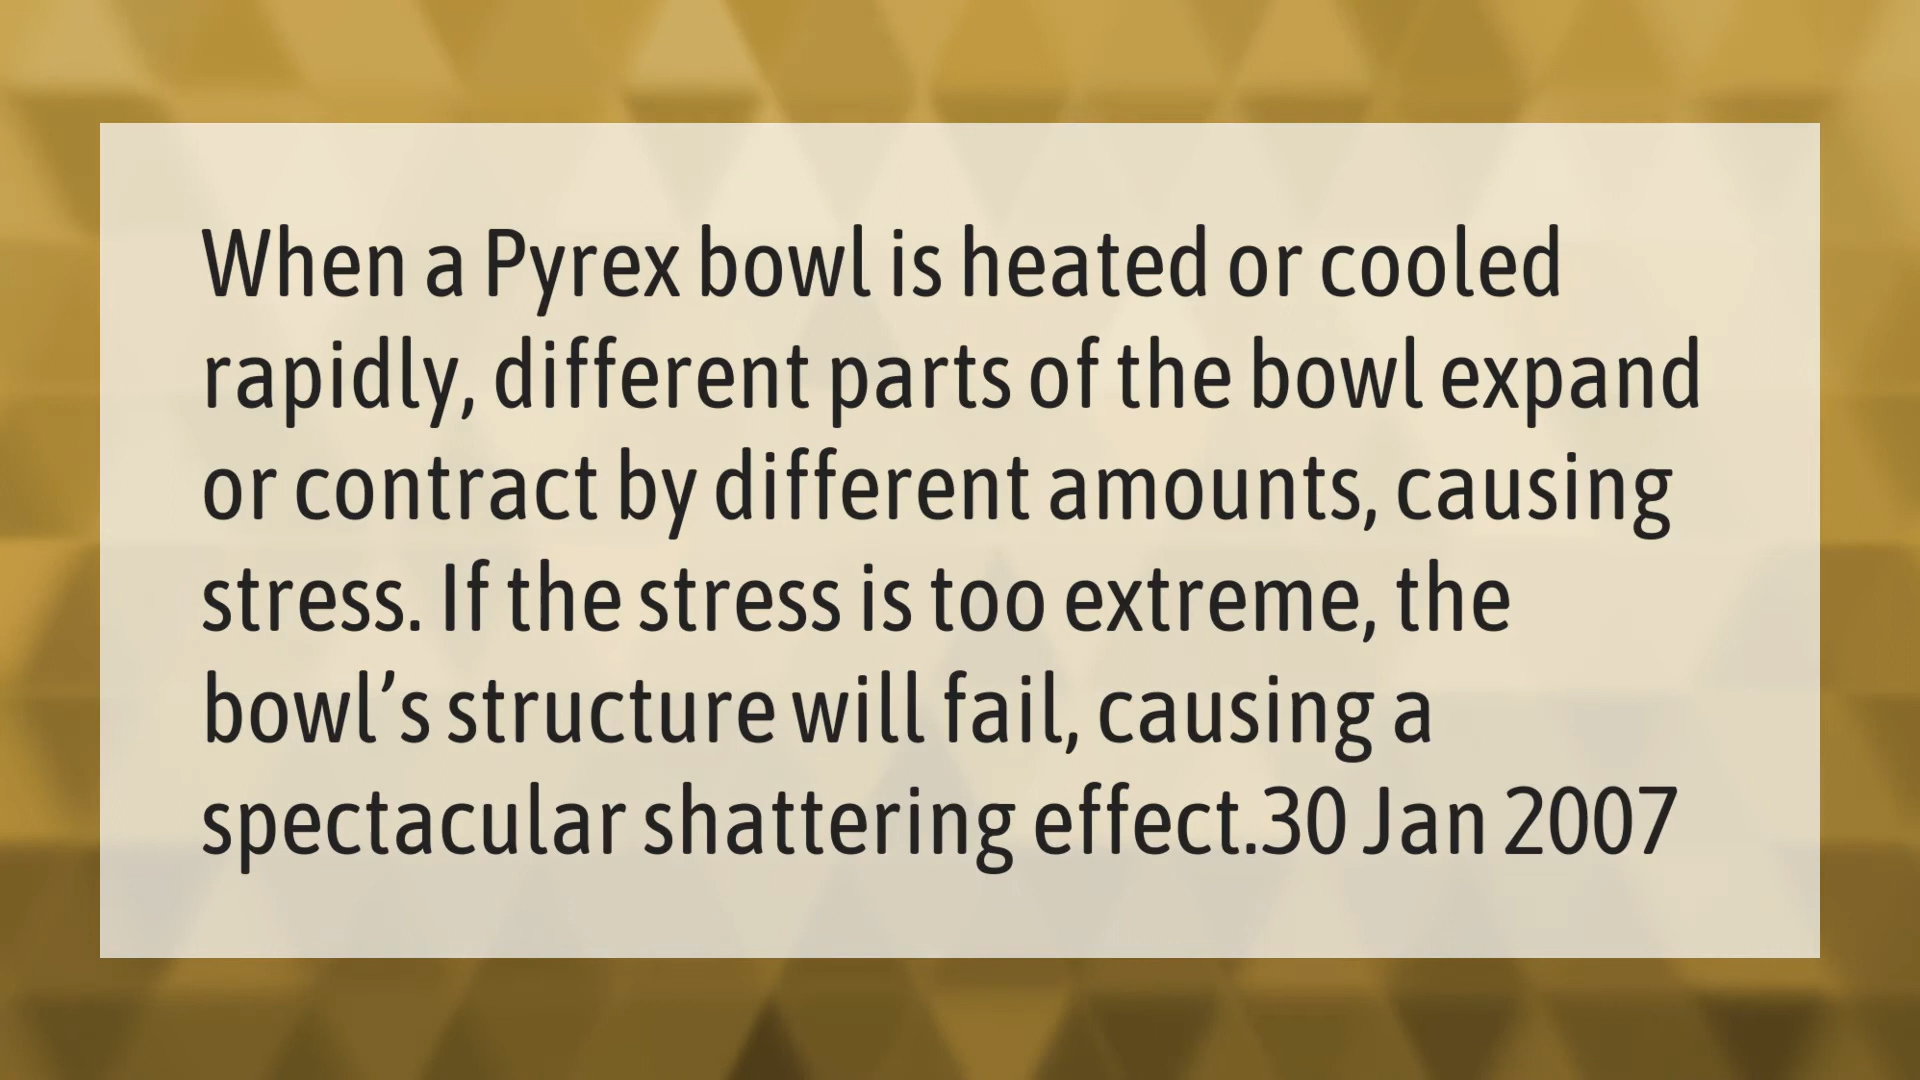 When a Pyrex bowl is heated or cooled
rapidly, different parts of the bowl expand
or contract by different amounts, causing
stress. If the stress is too extreme, the
bowl’s structure will fail, causing a
spectacular shattering effect.30 Jan 2007